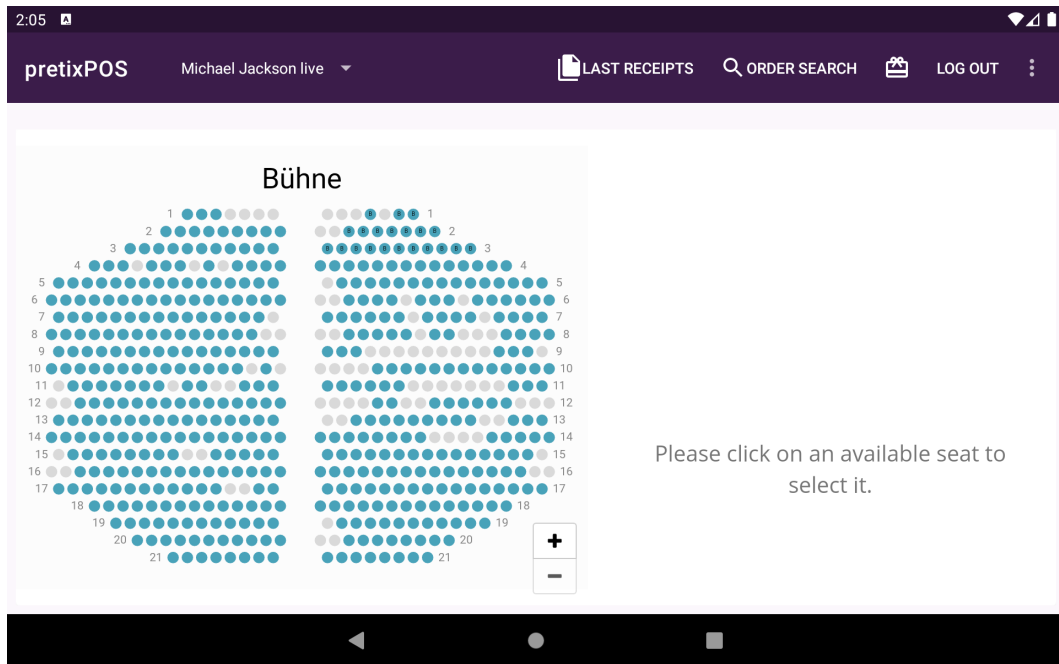 2:05 A
pretixPOS Michael Jackson live LAST RECEIPTS ORDER SEARCH LOG OUT
Bühne
1 B B B 1
2 B B B B B B B 2
3 B B B B B B B B B B B 3
4 4
5 5
6 6
7 7
8 8
9 9
10 10
11 11
12 12
13 13
14 14
15 15
16 16
17 17
18 18
19 19
20 20
21 21
Please click on an available seat to
select it.
+
−